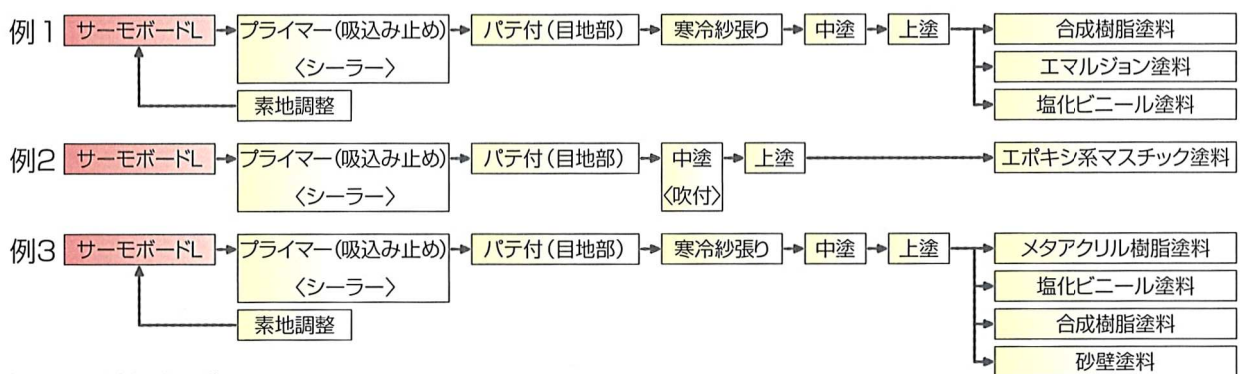 例1 サーモボードL プライマー(吸込み止め) パテ付(目地部) 寒冷紗張り 中塗 上塗 合成樹脂塗料
〈シーラー〉 エマルジョン塗料
素地調整 塩化ビニール塗料
例2 サーモボードL プライマー(吸込み止め) パテ付(目地部) 中塗 上塗 エポキシ系マスチック塗料
〈シーラー〉 〈吹付〉
例3 サーモボードL プライマー(吸込み止め) パテ付(目地部) 寒冷紗張り 中塗 上塗 メタアクリル樹脂塗料
〈シーラー〉 塩化ビニール塗料
素地調整 合成樹脂塗料
砂壁塗料